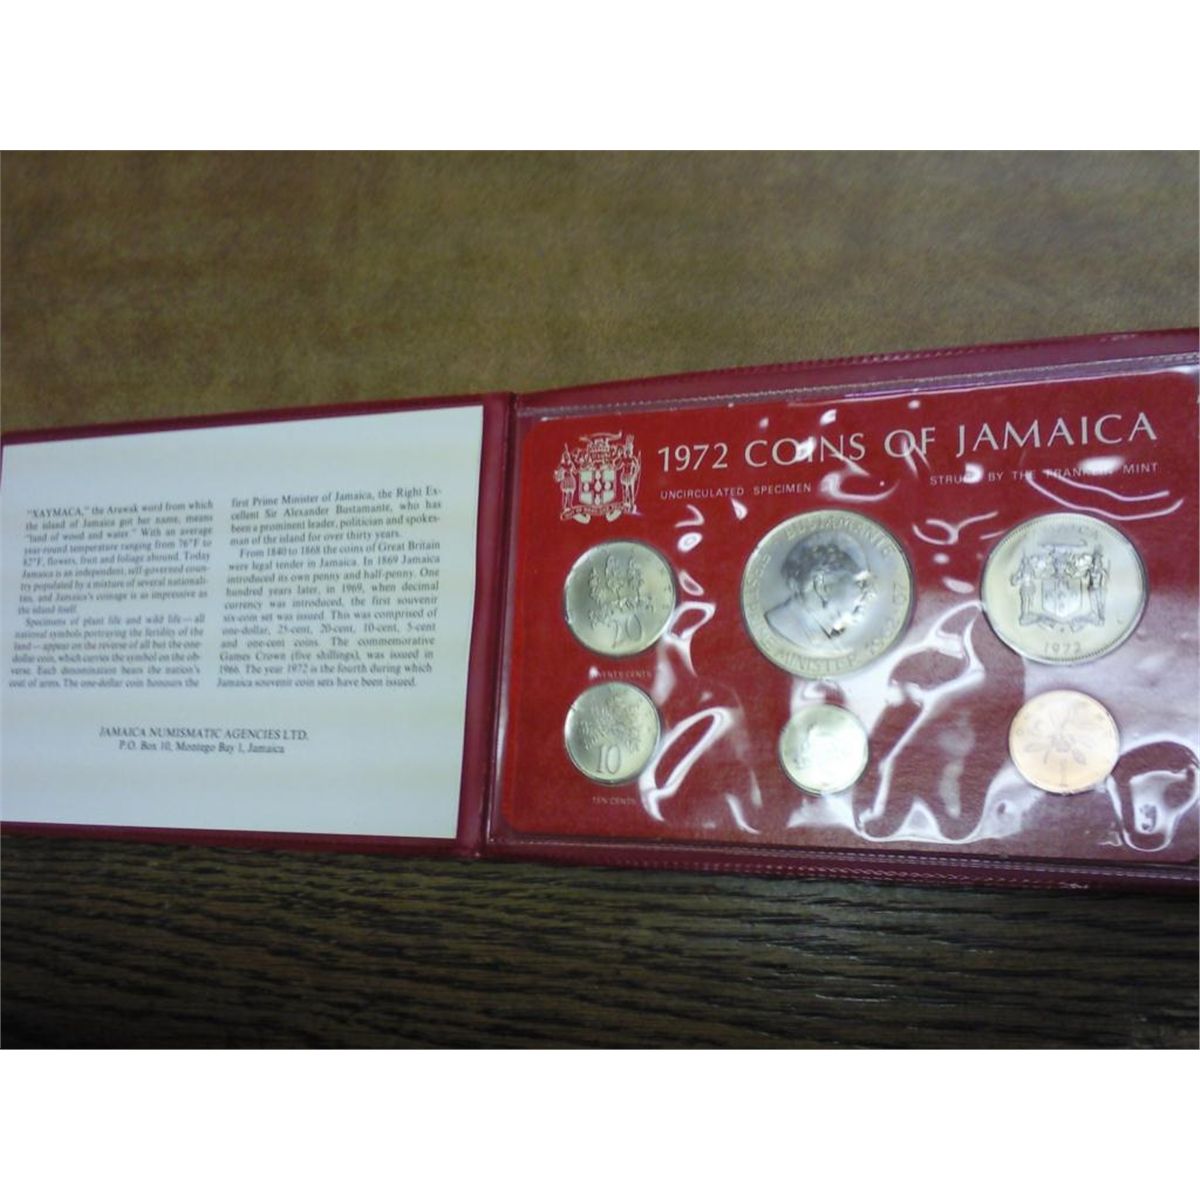 "XAYMACA," the Arawak word from which
the island of Jamaica got her name, means
"land of wood and water." With an average
year-round temperature ranging from 76°F to
82°F, flowers, fruit and foliage abound. Today
Jamaica is an independent, self-governed coun-
try populated by a mixture of several nationali-
ties, and Jamaica's coinage is as impressive as
the island itself.
Specimens of plant life and wild life—all
national symbols portraying the fertility of the
land—appear on the reverse of all but the one-
dollar coin, which carries the symbol on the ob-
verse. Each denomination bears the nation's
coat of arms. The one-dollar coin honours the
first Prime Minister of Jamaica, the Right Ex-
cellent Sir Alexander Bustamante, who has
been a prominent leader, politician and spokes-
man of the island for over thirty years.
From 1840 to 1868 the coins of Great Britain
were legal tender in Jamaica. In 1869 Jamaica
introduced its own penny and half-penny. One
hundred years later, in 1969, when decimal
currency was introduced, the first souvenir
six-coin set was issued. This was comprised of
one-dollar, 25-cent, 20-cent, 10-cent, 5-cent
and one-cent coins. The commemorative
Games Crown (five shillings), was issued in
1966. The year 1972 is the fourth during which
Jamaica souvenir coin sets have been issued.
JAMAICA NUMISMATIC AGENCIES LTD.
P.O. Box 10, Montego Bay 1, Jamaica
1972 COINS OF JAMAICA
UNCIRCULATED SPECIMEN
STRUCK BY THE FRANKLIN MINT
20
BUSTAMANTE
MINISTER
JAMAICA
1972
TWENTY CENTS
10
TEN CENTS
1